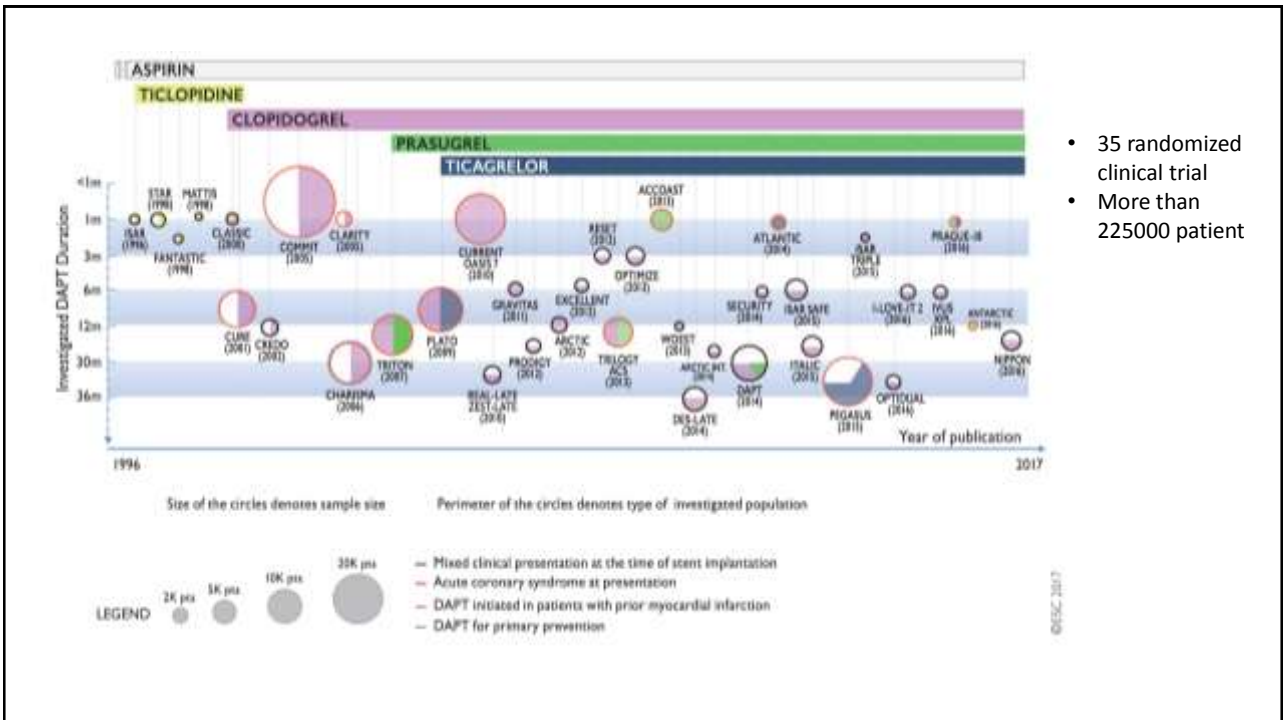 ASPIRIN
TICLOPIDINE
CLOPIDOGREL
PRASUGREL
TICAGRELOR
Investigated DAPT Duration
<1m
1m
3m
6m
12m
30m
36m
ISAR
(1996)
STAR
(1998)
FANTASTIC
(1998)
MATTIS
(1998)
CLASSIC
(2000)
COMMIT
(2005)
CLARITY
(2005)
CURRENT
OASIS 7
(2010)
RESET
(2012)
OPTIMIZE
(2013)
ACCOAST
(2013)
ATLANTIC
(2014)
ISAR
TRIPLE
(2015)
PRAGUE-18
(2016)
CURE
(2001)
CREDO
(2002)
CHARISMA
(2006)
TRITON
(2007)
PLATO
(2009)
GRAVITAS
(2011)
EXCELLENT
(2012)
REAL-LATE
ZEST-LATE
(2010)
PRODIGY
(2012)
ARCTIC
(2012)
TRILOGY
ACS
(2012)
WOEST
(2013)
ARCTIC INT.
(2014)
DES-LATE
(2014)
DAPT
(2014)
SECURITY
(2014)
ISAR SAFE
(2015)
ITALIC
(2015)
PEGASUS
(2015)
OPTIDUAL
(2016)
I-LOVE-IT 2
(2016)
IVUS
XPL
(2016)
ANTARCTIC
(2016)
NIPPON
(2016)
Year of publication
1996
2017
Size of the circles denotes sample size
Perimeter of the circles denotes type of investigated population
LEGEND
2K pts
5K pts
10K pts
20K pts
Mixed clinical presentation at the time of stent implantation
Acute coronary syndrome at presentation
DAPT initiated in patients with prior myocardial infarction
DAPT for primary prevention
©ESC 2017
• 35 randomized
clinical trial
• More than
225000 patient